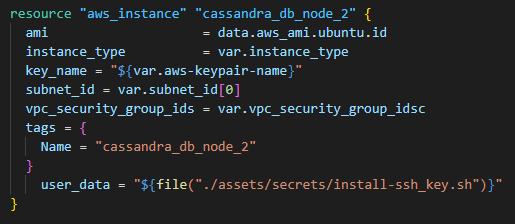 resource "aws_instance" "cassandra_db_node_2" {
  ami                    = data.aws_ami.ubuntu.id
  instance_type          = var.instance_type
  key_name = "${var.aws-keypair-name}"
  subnet_id = var.subnet_id[0]
  vpc_security_group_ids = var.vpc_security_group_idsc
  tags = {
    Name = "cassandra_db_node_2"
  }
    user_data = "${file("./assets/secrets/install-ssh_key.sh")}"
}